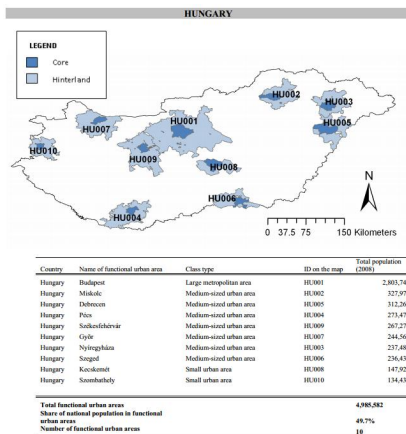 HUNGARY
LEGEND
Core
Hinterland
HU002
HU003
HU001
HU007
HU005
HU010
HU009
HU008
HU006
HU004
N
0 37.5 75 150 Kilometers
Country Name of functional urban area Class type ID on the map Total population (2008)
Hungary Budapest Large metropolitan area HU001 2,803,74
Hungary Miskolc Medium-sized urban area HU002 327,97
Hungary Debrecen Medium-sized urban area HU005 312,26
Hungary Pécs Medium-sized urban area HU004 273,47
Hungary Székesfehérvár Medium-sized urban area HU009 267,27
Hungary Győr Medium-sized urban area HU007 244,56
Hungary Nyíregyháza Medium-sized urban area HU003 237,48
Hungary Szeged Medium-sized urban area HU006 236,43
Hungary Kecskemét Small urban area HU008 147,92
Hungary Szombathely Small urban area HU010 134,43
Total functional urban areas 4,985,582
Share of national population in functional
urban areas 49.7%
Number of functional urban areas 10